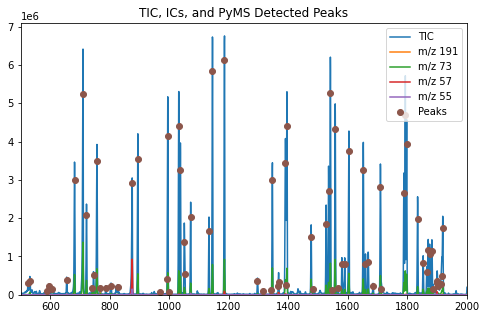 TIC, ICs, and PyMS Detected Peaks
1e6
7
6
5
4
3
2
1
0
TIC
m/z 191
m/z 73
m/z 57
m/z 55
Peaks
600 800 1000 1200 1400 1600 1800 2000